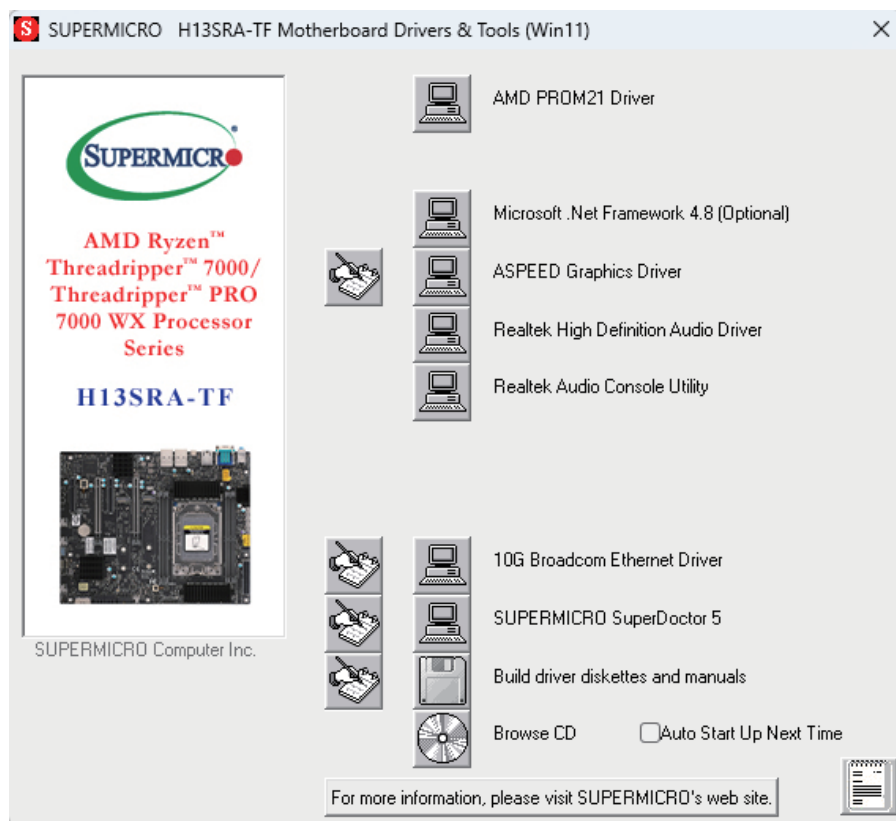 SUPERMICRO H13SRA-TF Motherboard Drivers & Tools (Win11)
SUPERMICRO
AMD Ryzen™
Threadripper™ 7000/
Threadripper™ PRO
7000 WX Processor
Series
H13SRA-TF
SUPERMICRO Computer Inc.
AMD PROM21 Driver
Microsoft .Net Framework 4.8 (Optional)
ASPEED Graphics Driver
Realtek High Definition Audio Driver
Realtek Audio Console Utility
10G Broadcom Ethernet Driver
SUPERMICRO SuperDoctor 5
Build driver diskettes and manuals
Browse CD
Auto Start Up Next Time
For more information, please visit SUPERMICRO's web site.